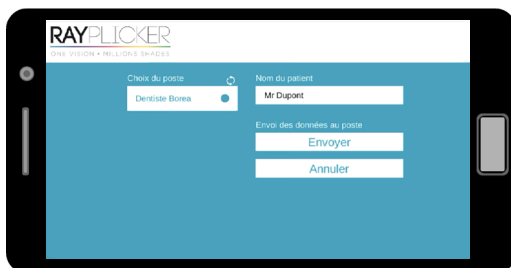 RAYPLICKER
ONE VISION • MILLIONS SHADES
Choix du poste
Dentiste Borea
Nom du patient
Mr Dupont
Envoi des données au poste
Envoyer
Annuler